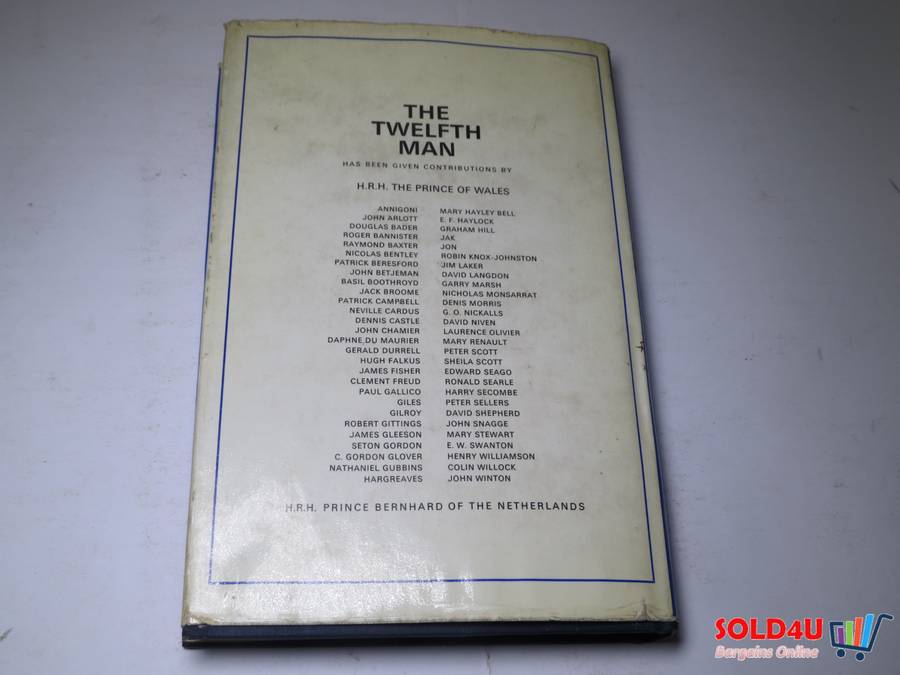 THE
TWELFTH
MAN
HAS BEEN GIVEN CONTRIBUTIONS BY
H.R.H. THE PRINCE OF WALES
ANNIGONI
JOHN ARLOTT
DOUGLAS BADER
ROGER BANNISTER
RAYMOND BAXTER
NICOLAS BENTLEY
PATRICK BERESFORD
JOHN BETJEMAN
BASIL BOOTHROYD
JACK BROOME
PATRICK CAMPBELL
NEVILLE CARDUS
DENNIS CASTLE
JOHN CHAMIER
DAPHNE DU MAURIER
GERALD DURRELL
HUGH FALKUS
JAMES FISHER
CLEMENT FREUD
PAUL GALLICO
GILES
GILROY
ROBERT GITTINGS
JAMES GLEESON
SETON GORDON
C. GORDON GLOVER
NATHANIEL GUBBINS
HARGREAVES
MARY HAYLEY BELL
E. F. HAYLOCK
GRAHAM HILL
JAK
JON
ROBIN KNOX-JOHNSTON
JIM LAKER
DAVID LANGDON
GARRY MARSH
NICHOLAS MONSARRAT
DENIS MORRIS
G. O. NICKALLS
DAVID NIVEN
LAURENCE OLIVIER
MARY RENAULT
PETER SCOTT
SHEILA SCOTT
EDWARD SEAGO
RONALD SEARLE
HARRY SECOMBE
PETER SELLERS
DAVID SHEPHERD
JOHN SNAGGE
MARY STEWART
E. W. SWANTON
HENRY WILLIAMSON
COLIN WILLOCK
JOHN WINTON
H.R.H. PRINCE BERNHARD OF THE NETHERLANDS
SOLD4U
Bargains Online